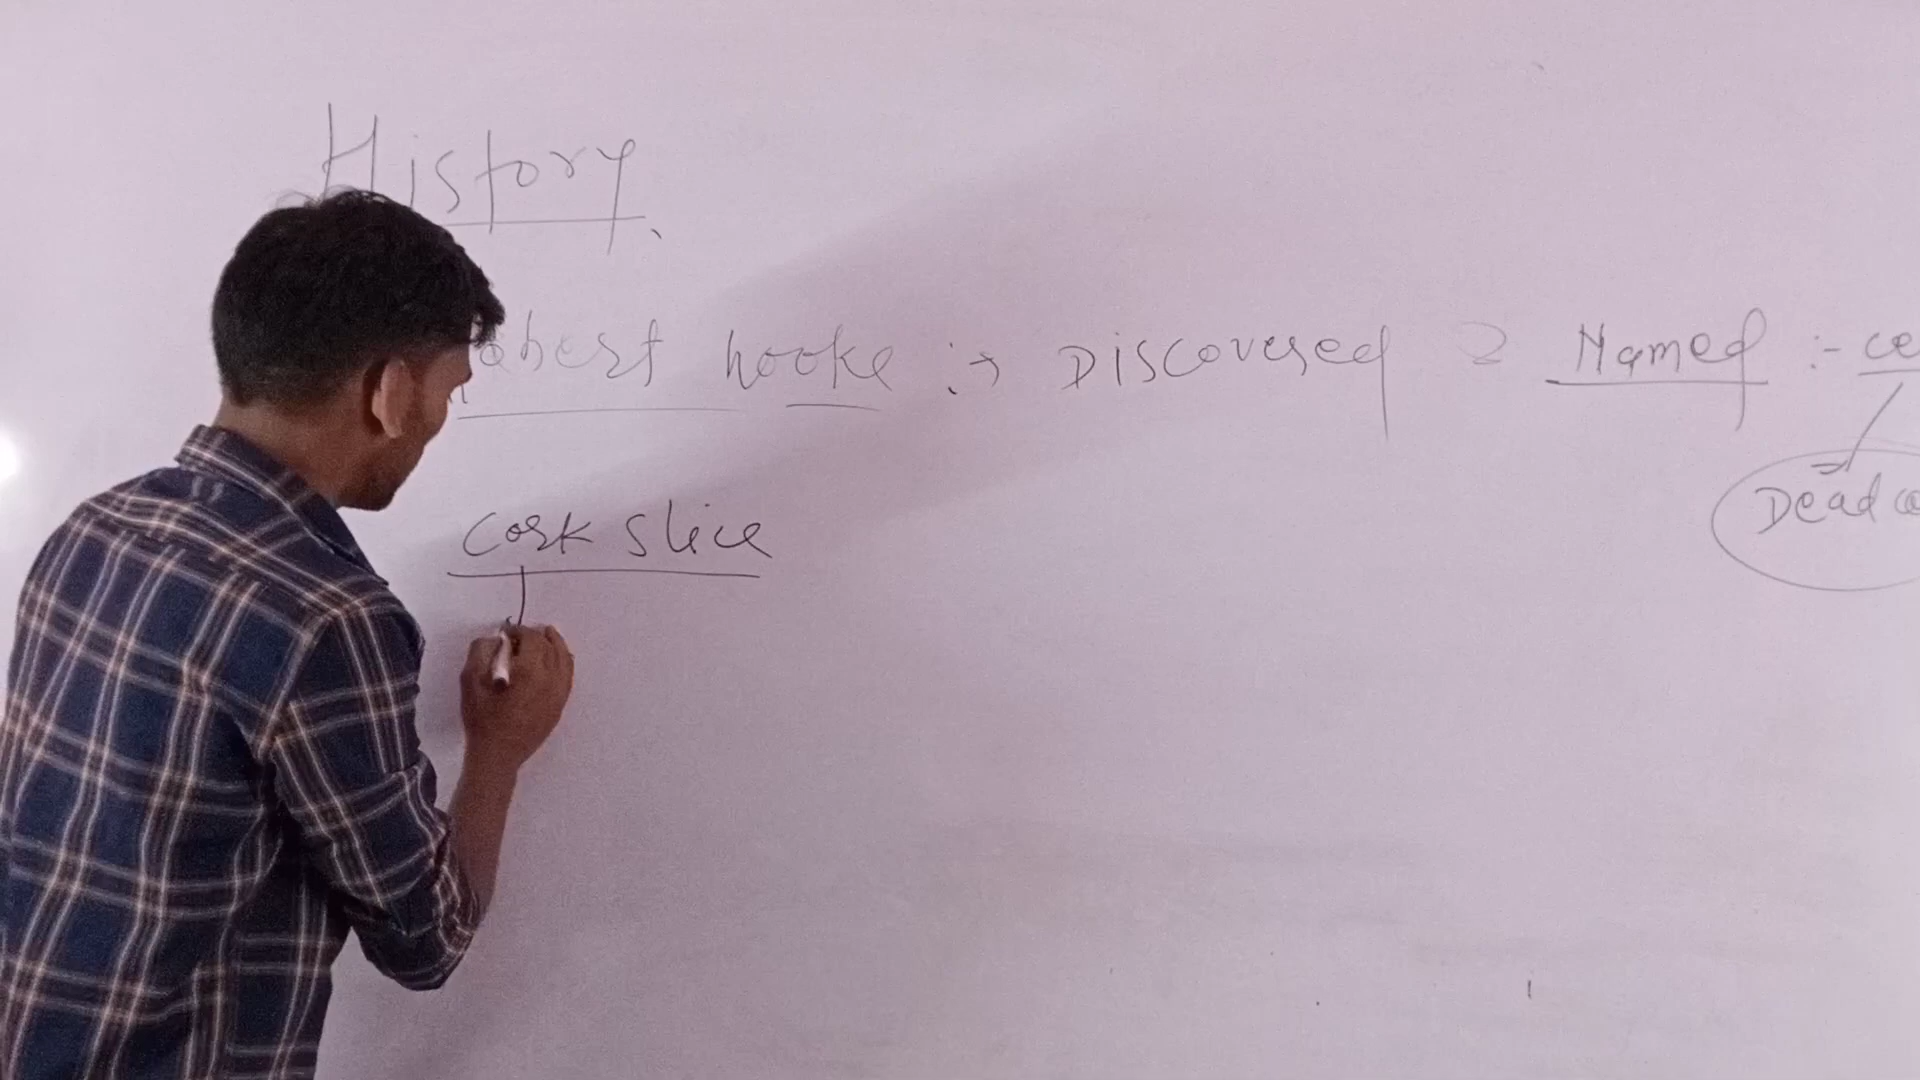 History
Robert hooke :→ Discovered & Named :- ce
Dead
Cork slice